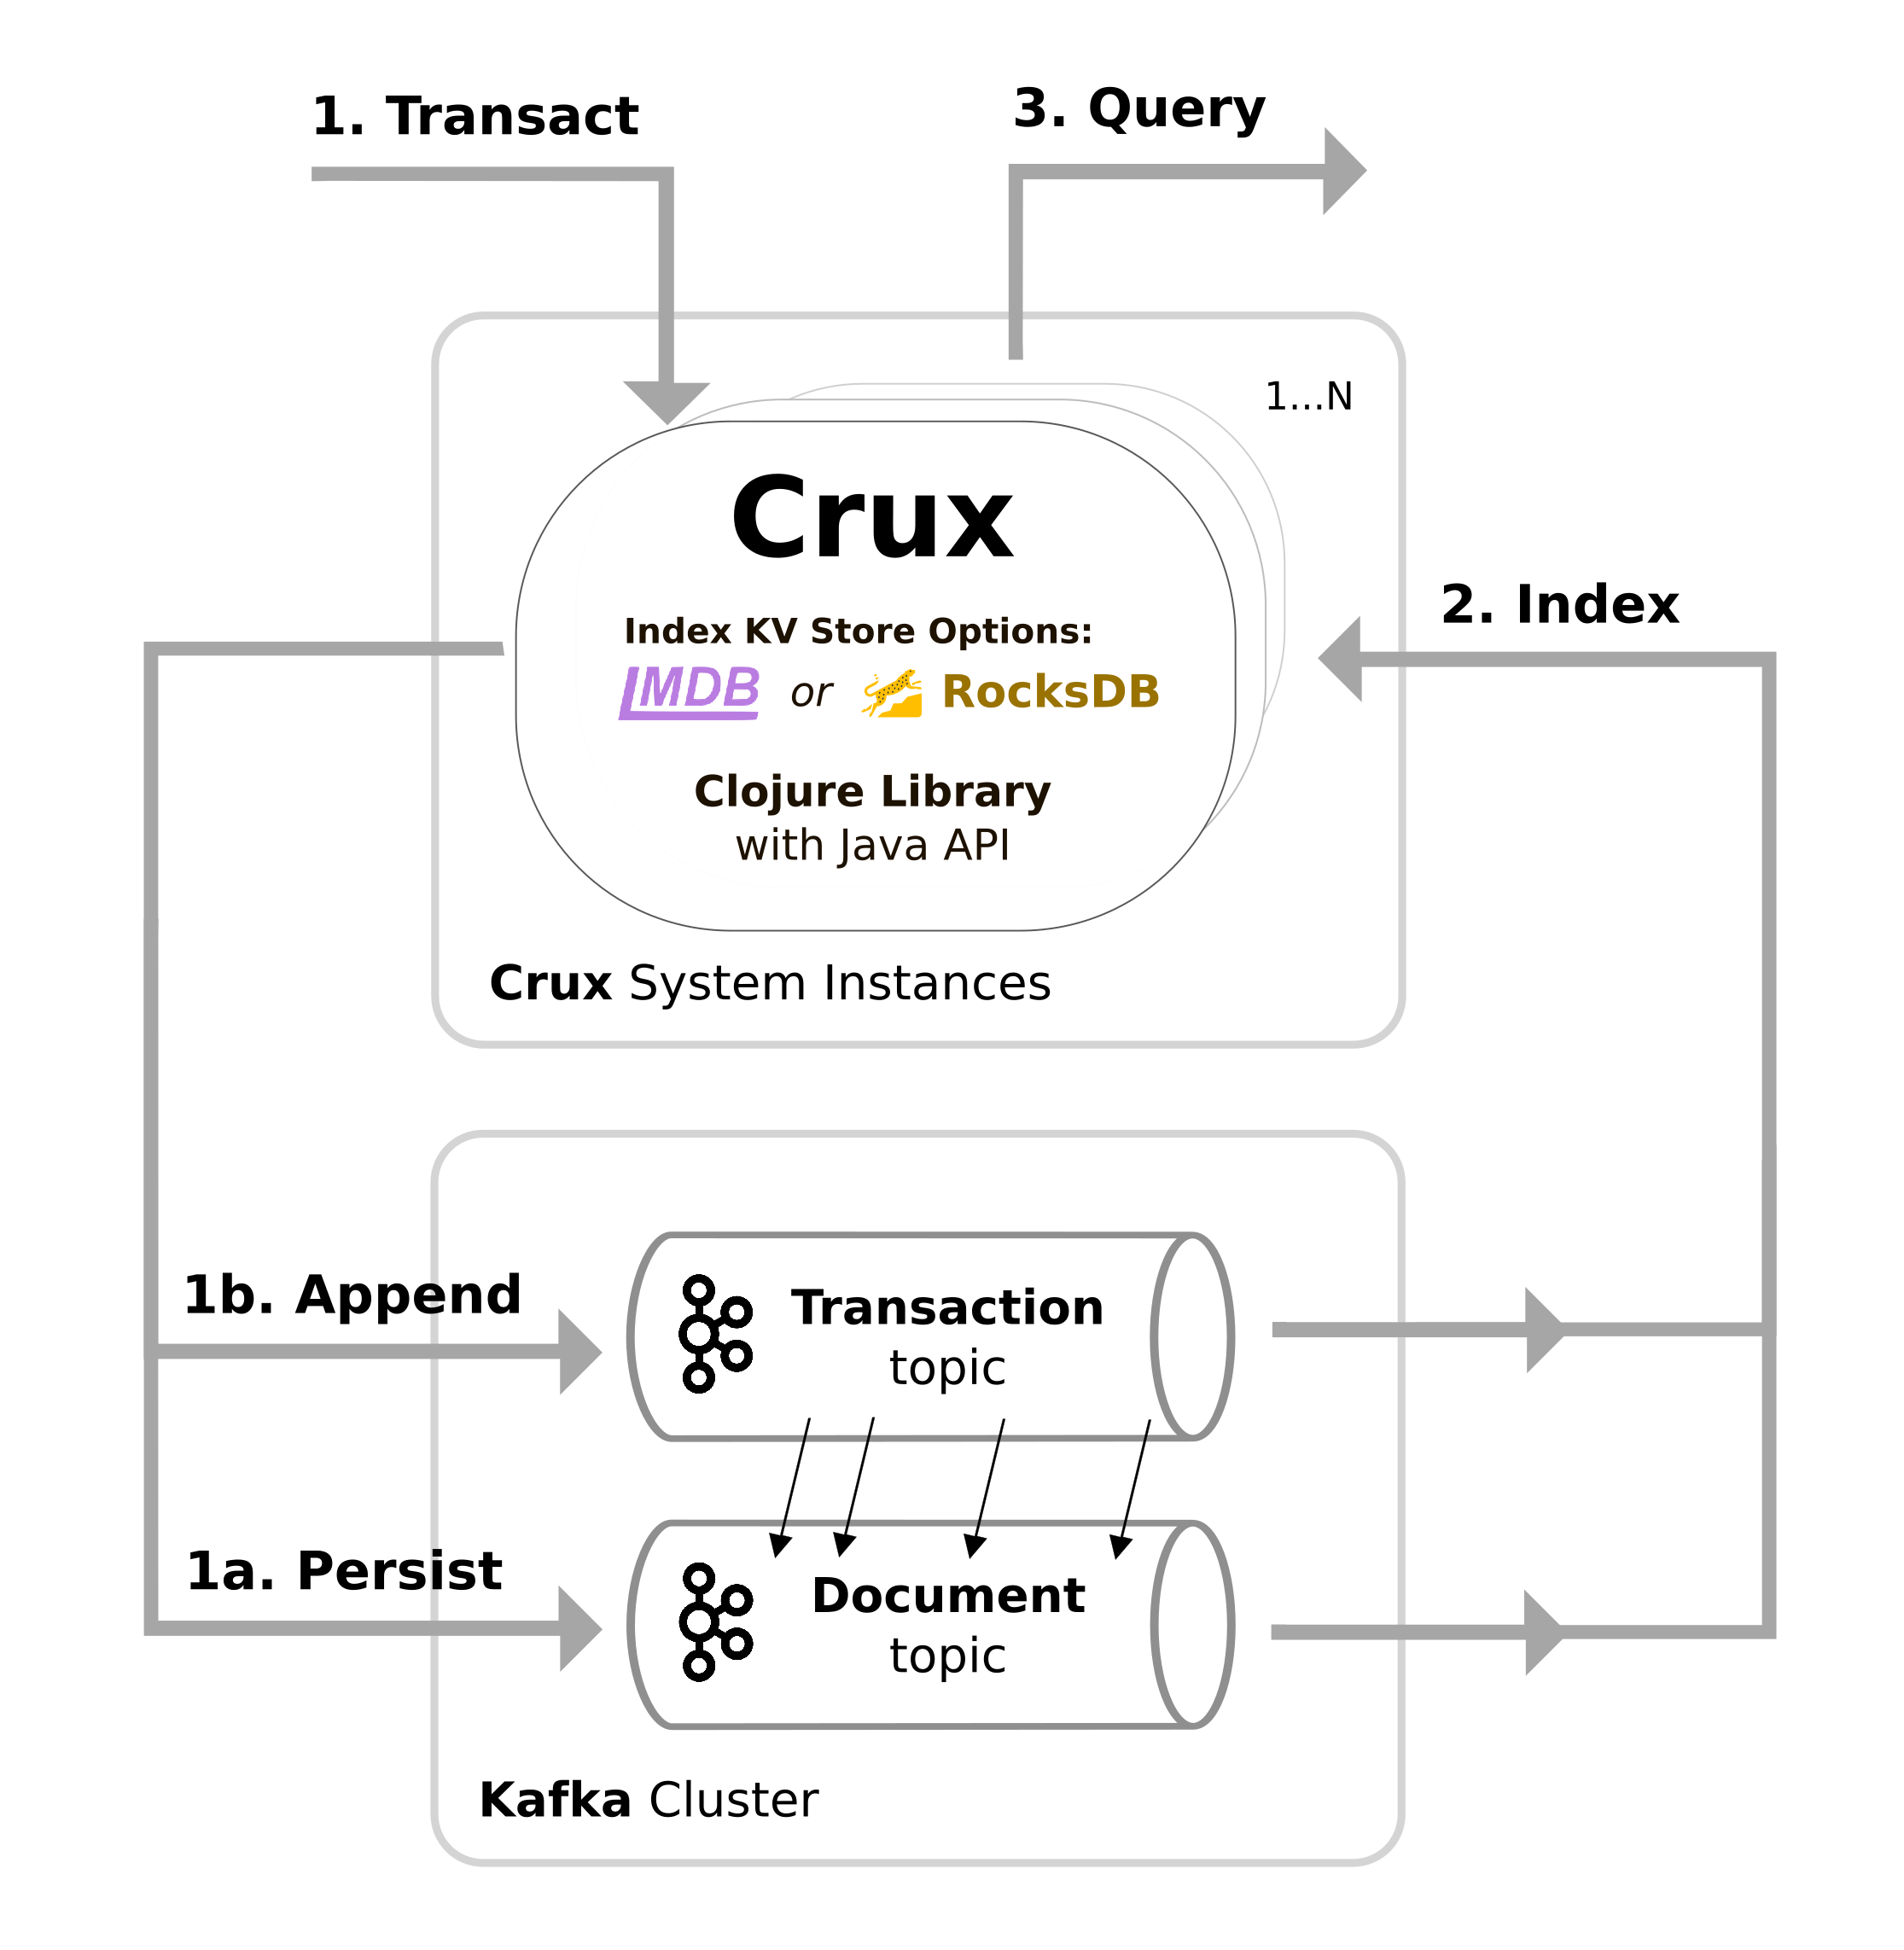 1. Transact
3. Query
1...N
Crux
Index KV Store Options:
LMDB or RocksDB
Clojure Library
with Java API
2. Index
Crux System Instances
1b. Append
Transaction
topic
1a. Persist
Document
topic
Kafka Cluster